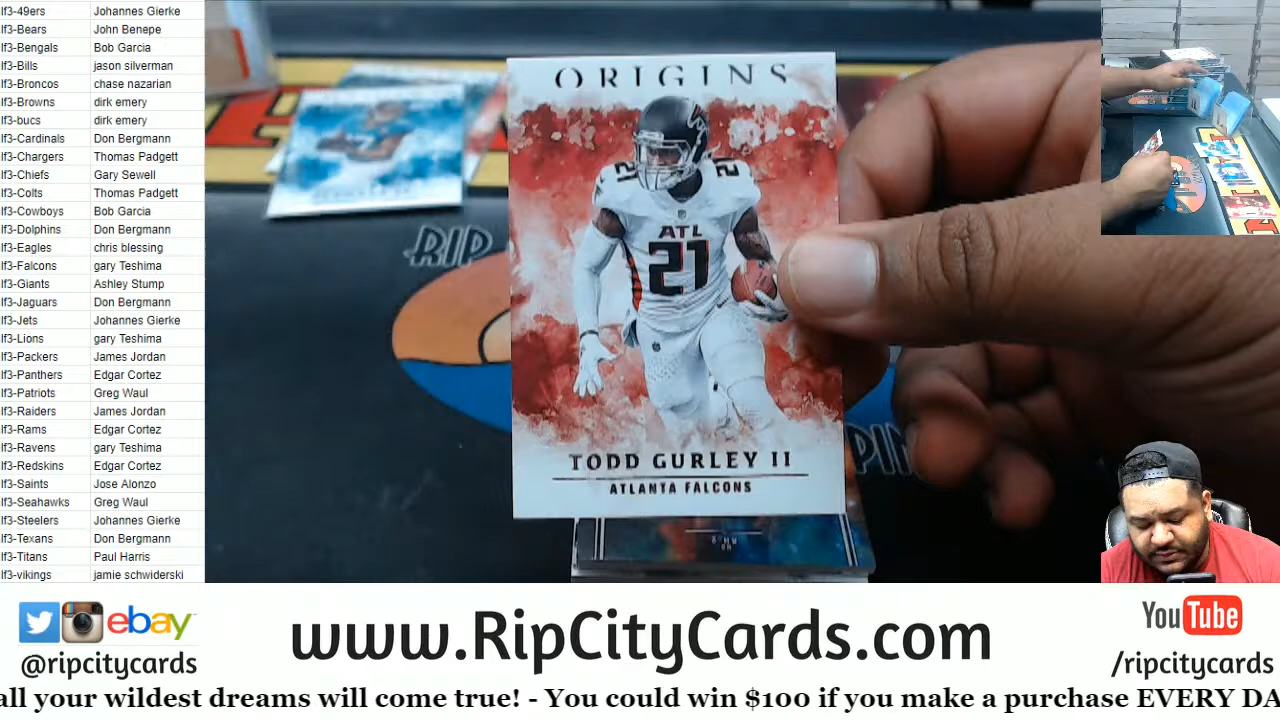 lf3-49ers Johannes Gierke
lf3-Bears John Benepe
lf3-Bengals Bob Garcia
lf3-Bills jason silverman
lf3-Broncos chase nazarian
lf3-Browns dirk emery
lf3-bucs dirk emery
lf3-Cardinals Don Bergmann
lf3-Chargers Thomas Padgett
lf3-Chiefs Gary Sewell
lf3-Colts Thomas Padgett
lf3-Cowboys Bob Garcia
lf3-Dolphins Don Bergmann
lf3-Eagles chris blessing
lf3-Falcons gary Teshima
lf3-Giants Ashley Stump
lf3-Jaguars Don Bergmann
lf3-Jets Johannes Gierke
lf3-Lions gary Teshima
lf3-Packers James Jordan
lf3-Panthers Edgar Cortez
lf3-Patriots Greg Waul
lf3-Raiders James Jordan
lf3-Rams Edgar Cortez
lf3-Ravens gary Teshima
lf3-Redskins Edgar Cortez
lf3-Saints Jose Alonzo
lf3-Seahawks Greg Waul
lf3-Steelers Johannes Gierke
lf3-Texans Don Bergmann
lf3-Titans Paul Harris
lf3-vikings jamie schwiderski
ORIGINS
21 21
ATL
21
TODD GURLEY II
ATLANTA FALCONS
RIP
ebay
@ripcitycards
www.RipCityCards.com
YouTube
/ripcitycards
all your wildest dreams will come true! - You could win $100 if you make a purchase EVERY DA